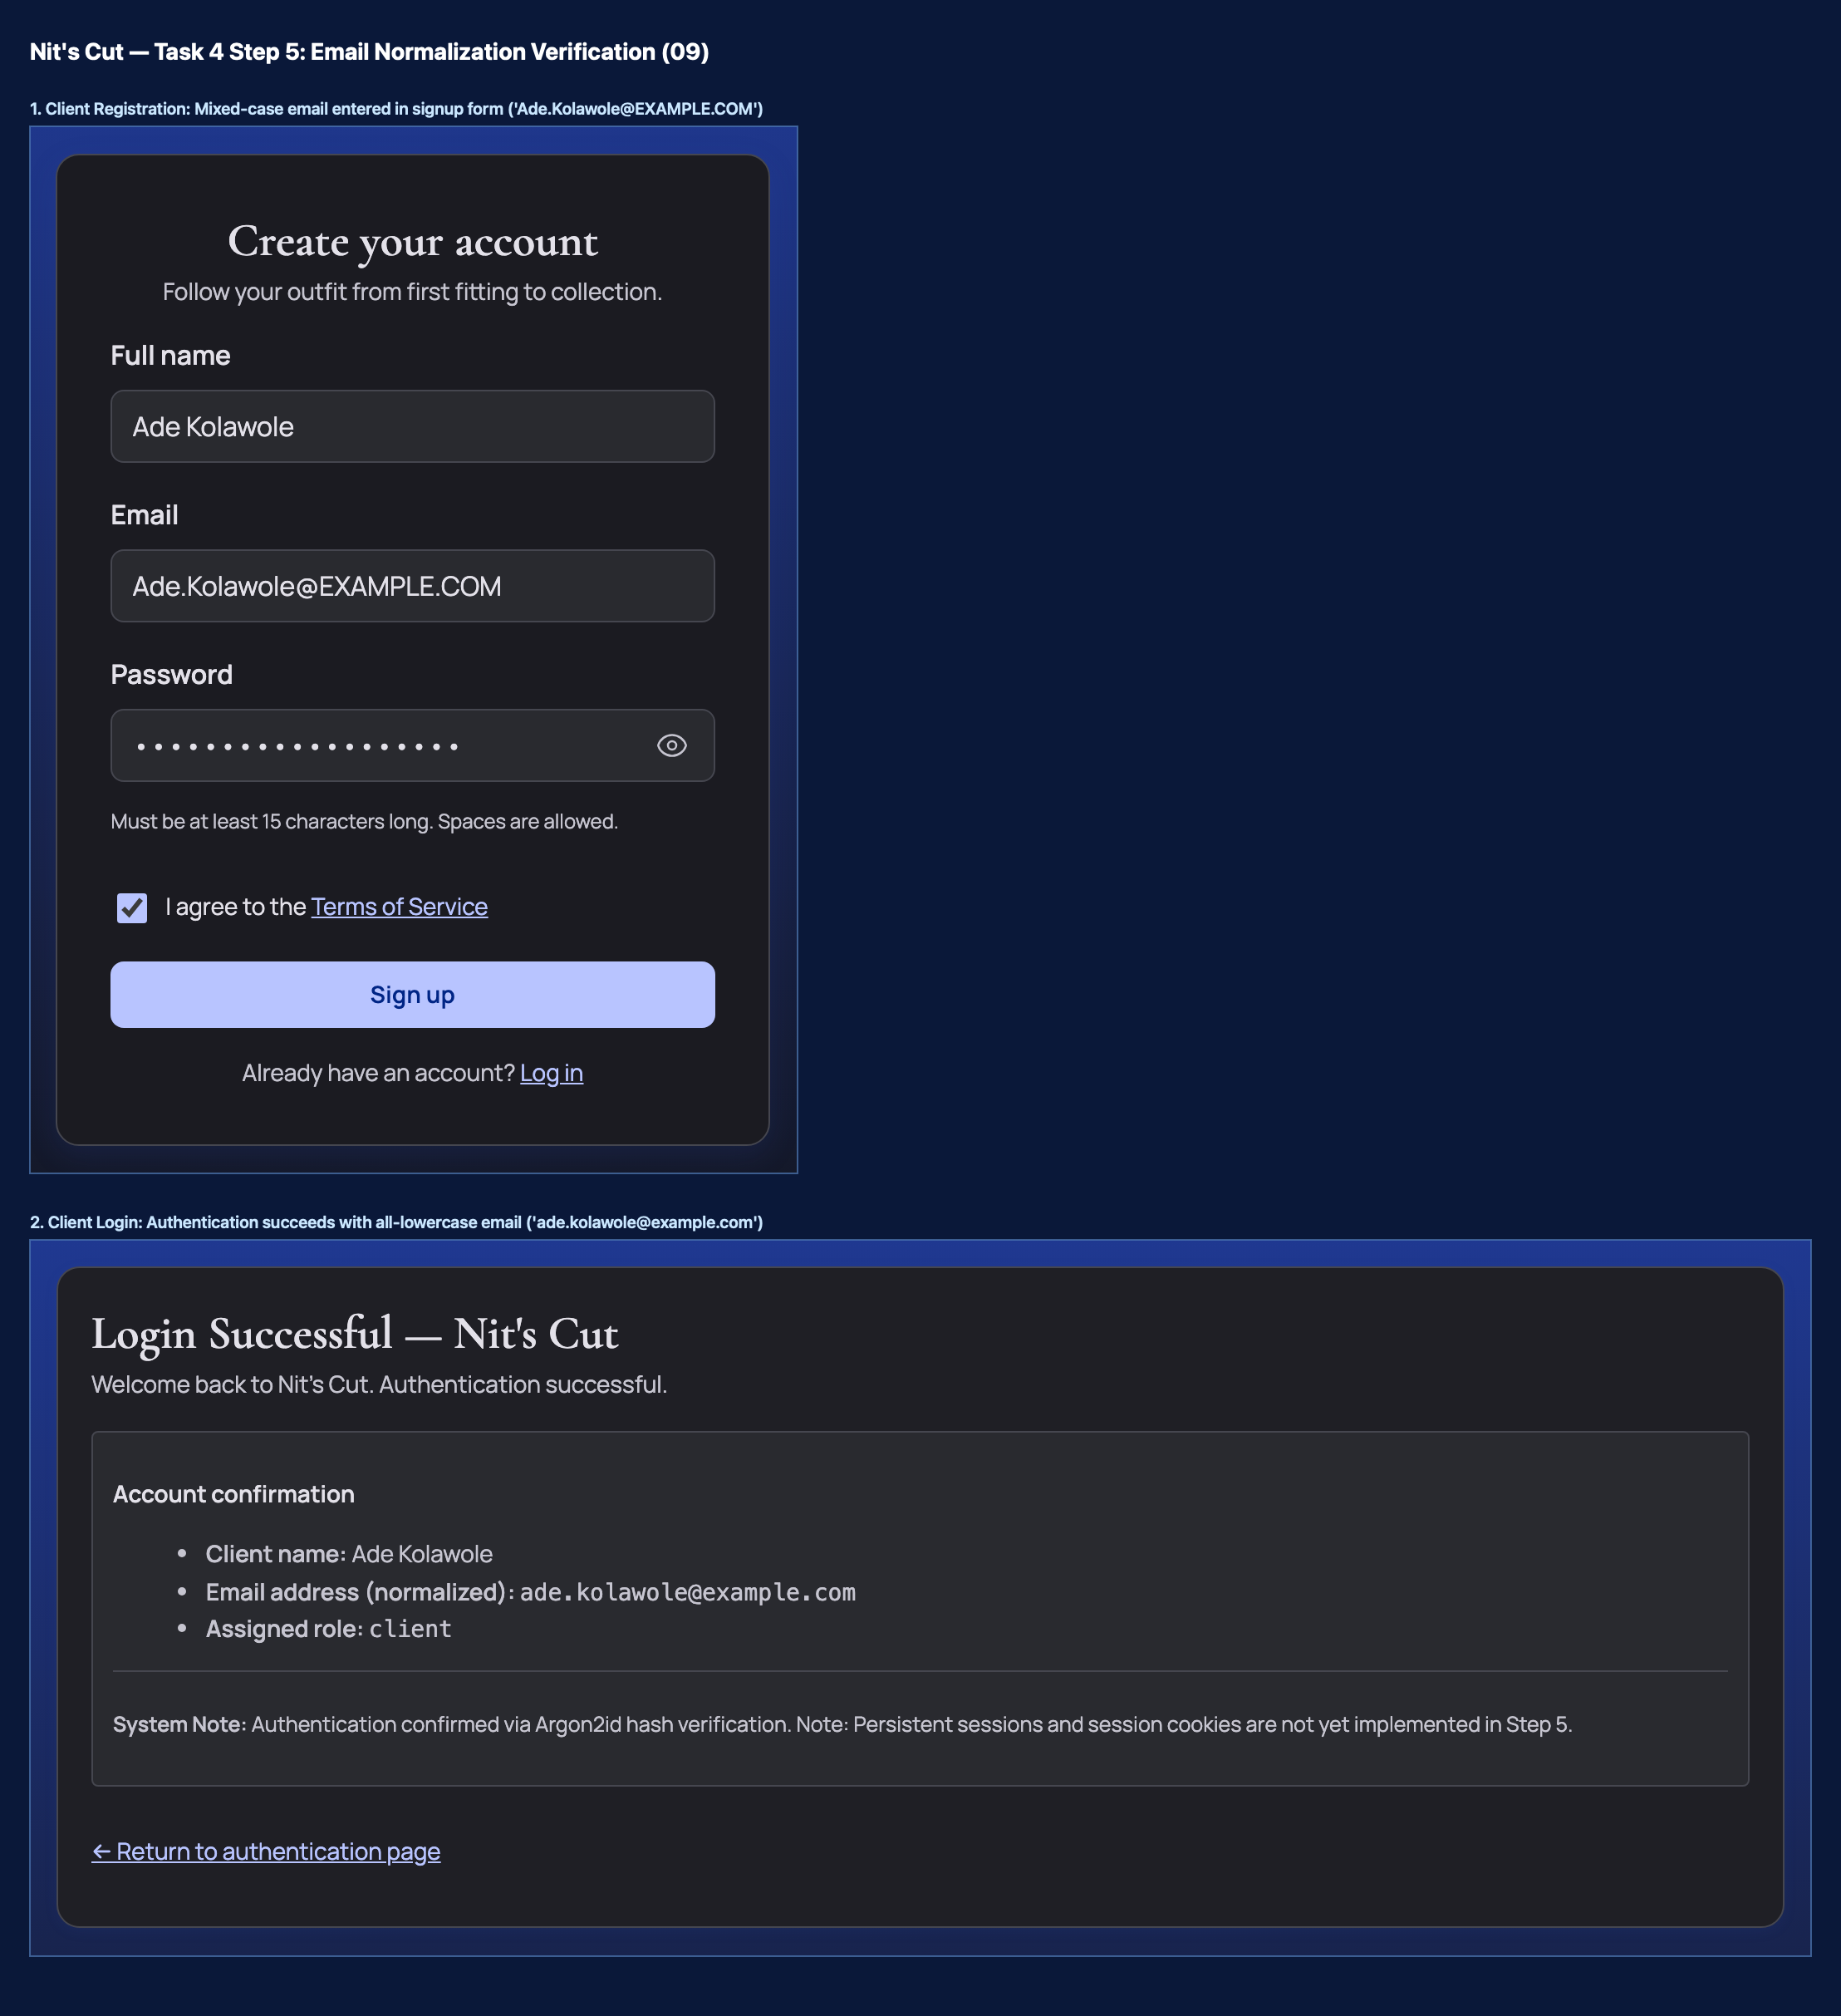 Nit's Cut — Task 4 Step 5: Email Normalization Verification (09)
1. Client Registration: Mixed-case email entered in signup form ('Ade.Kolawole@EXAMPLE.COM')
Create your account
Follow your outfit from first fitting to collection.
Full name
Ade Kolawole
Email
Ade.Kolawole@EXAMPLE.COM
Password
•••••••••••••••••••
Must be at least 15 characters long. Spaces are allowed.
I agree to the Terms of Service
Sign up
Already have an account? Log in
2. Client Login: Authentication succeeds with all-lowercase email ('ade.kolawole@example.com')
Login Successful — Nit's Cut
Welcome back to Nit’s Cut. Authentication successful.
Account confirmation
• Client name: Ade Kolawole
• Email address (normalized): ade.kolawole@example.com
• Assigned role: client
System Note: Authentication confirmed via Argon2id hash verification. Note: Persistent sessions and session cookies are not yet implemented in Step 5.
← Return to authentication page